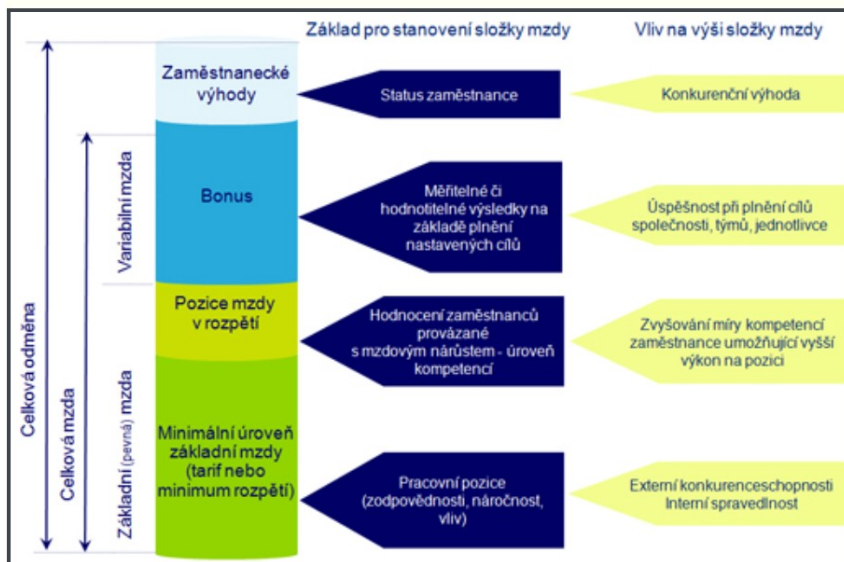 Základ pro stanovení složky mzdy
Vliv na výši složky mzdy
Celková odměna
Celková mzda
Variabilní mzda
Základní (pevná) mzda
Zaměstnanecké
výhody
Status zaměstnance
Konkurenční výhoda
Bonus
Měřitelné či
hodnotitelné výsledky na
základě plnění
nastavených cílů
Úspěšnost při plnění cílů
společnosti, týmů, jednotlivce
Pozice mzdy
v rozpětí
Hodnocení zaměstnanců
provázané
s mzdovým nárůstem - úroveň
kompetencí
Zvyšování míry kompetencí
zaměstnance umožňující vyšší
výkon na pozici
Minimální úroveň
základní mzdy
(tarif nebo
minimum rozpětí)
Pracovní pozice
(zodpovědnosti, náročnost,
vliv)
Externí konkurenceschopnosti
Interní spravedlnost